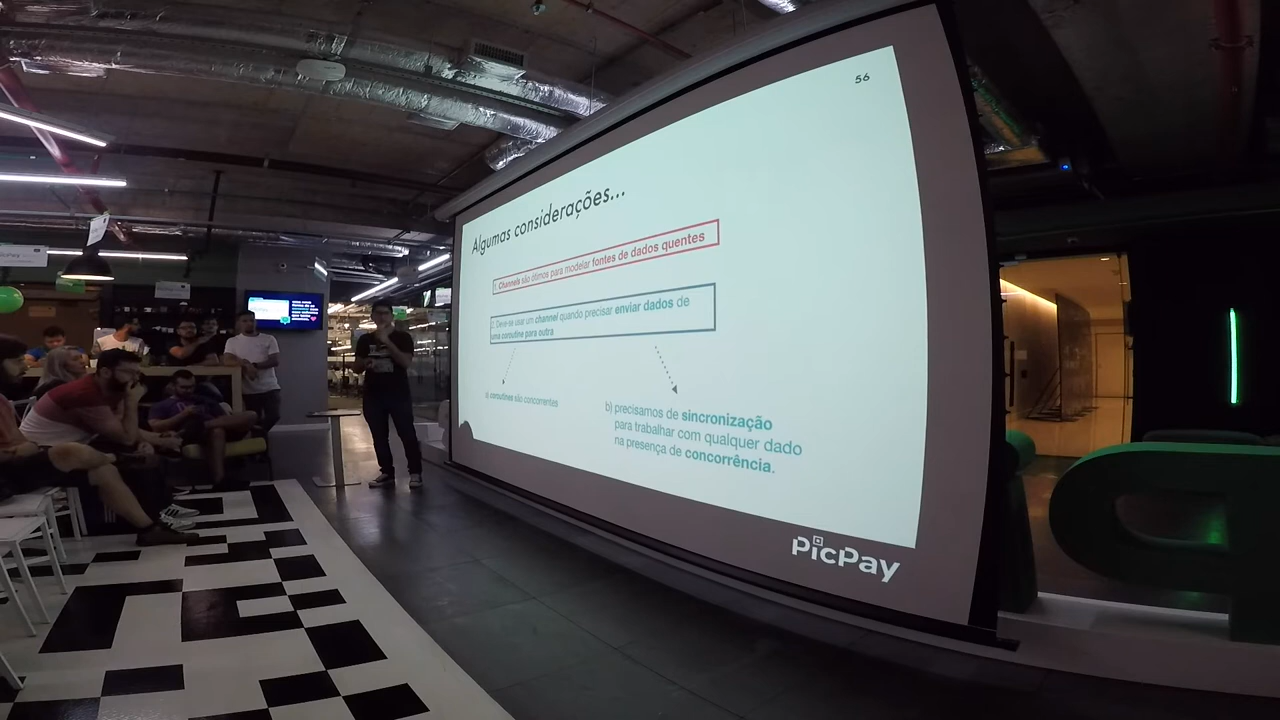 56
Algumas considerações...
1. Channels são ótimos para modelar fontes de dados quentes
2. Deve-se usar um channel quando precisar enviar dados de
uma coroutine para outra
a) coroutines são concorrentes
b) precisamos de sincronização
para trabalhar com qualquer dado
na presença de concorrência.
PicPay